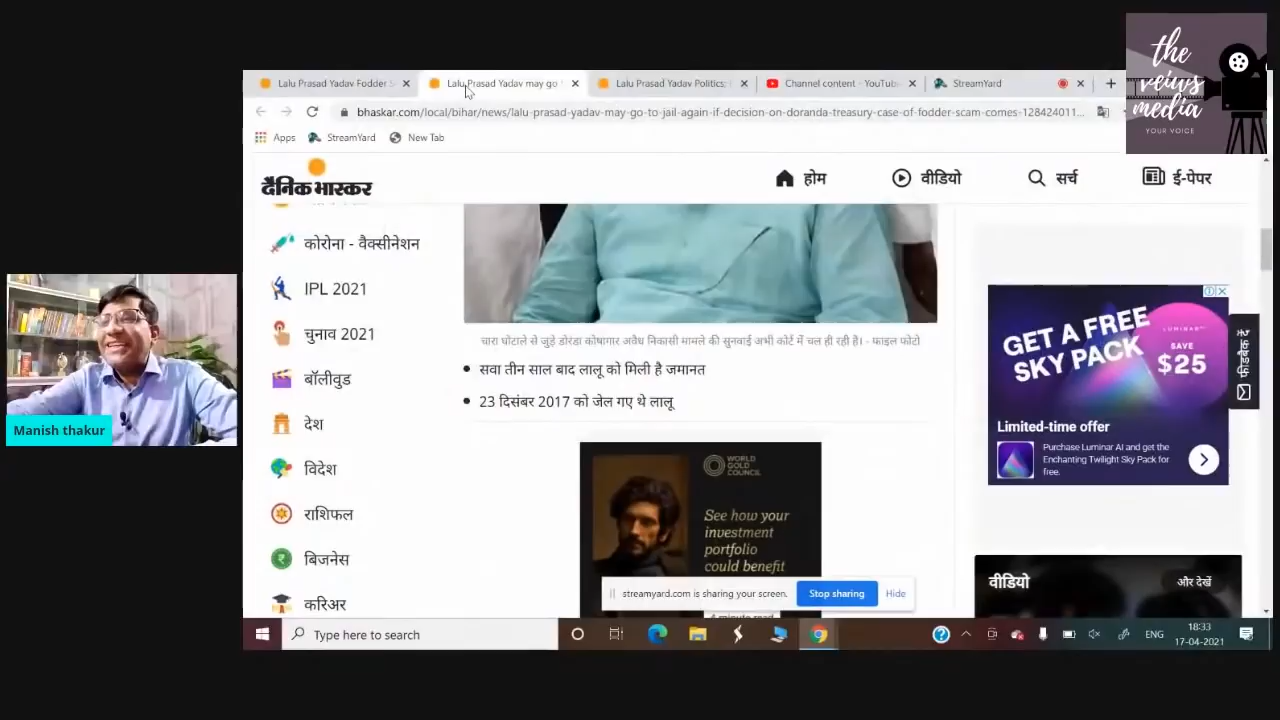 the
veiws
media
YOUR VOICE
Lalu Prasad Yadav Fodder S
Lalu Prasad Yadav may go
Lalu Prasad Yadav Politics;
Channel content - YouTube
StreamYard
bhaskar.com/local/bihar/news/lalu-prasad-yadav-may-go-to-jail-again-if-decision-on-doranda-treasury-case-of-fodder-scam-comes-128424011...
Apps
StreamYard
New Tab
दैनिक भास्कर
होम
वीडियो
सर्च
ई-पेपर
कोरोना - वैक्सीनेशन
IPL 2021
चुनाव 2021
बॉलीवुड
देश
विदेश
राशिफल
बिजनेस
करिअर
चारा घोटाले से जुड़े डोरंडा कोषागार अवैध निकासी मामले की सुनवाई अभी कोर्ट में चल ही रही है। - फाइल फोटो
सवा तीन साल बाद लालू को मिली है जमानत
23 दिसंबर 2017 को जेल गए थे लालू
WORLD
GOLD
COUNCIL
See how your
investment
portfolio
could benefit
GET A FREE
SKY PACK
LUMINAR
SAVE
$25
Limited-time offer
Purchase Luminar AI and get the
Enchanting Twilight Sky Pack for
free.
फीडबैक दें
वीडियो
और देखें
streamyard.com is sharing your screen.
Stop sharing
Hide
Manish thakur
Type here to search
ENG
18:33
17-04-2021